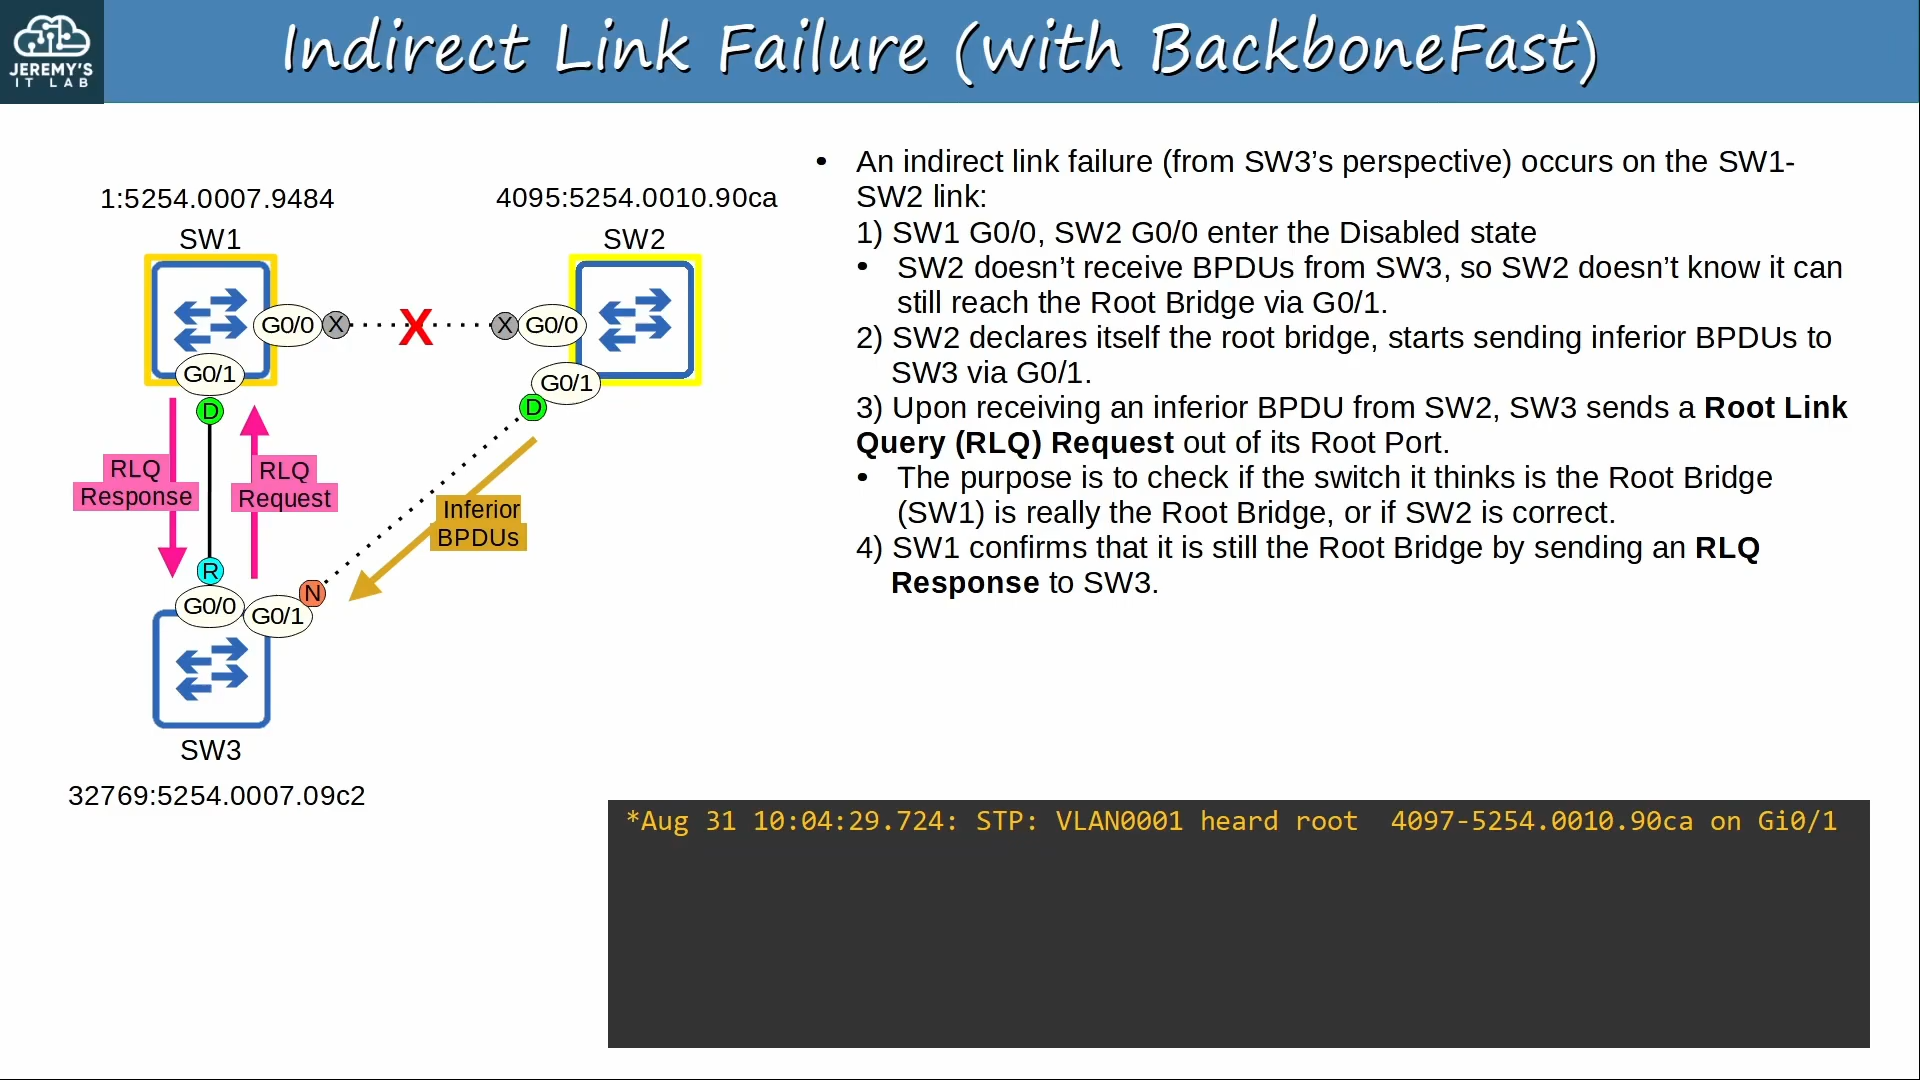 JEREMY'S
IT LAB
Indirect Link Failure (with BackboneFast)
1:5254.0007.9484
4095:5254.0010.90ca
SW1
SW2
G0/0
X
X
X
G0/0
G0/1
G0/1
D
D
RLQ
Response
RLQ
Request
Inferior
BPDUs
R
N
G0/0
G0/1
SW3
32769:5254.0007.09c2
• An indirect link failure (from SW3’s perspective) occurs on the SW1-
SW2 link:
1) SW1 G0/0, SW2 G0/0 enter the Disabled state
• SW2 doesn’t receive BPDUs from SW3, so SW2 doesn’t know it can
still reach the Root Bridge via G0/1.
2) SW2 declares itself the root bridge, starts sending inferior BPDUs to
SW3 via G0/1.
3) Upon receiving an inferior BPDU from SW2, SW3 sends a Root Link
Query (RLQ) Request out of its Root Port.
• The purpose is to check if the switch it thinks is the Root Bridge
(SW1) is really the Root Bridge, or if SW2 is correct.
4) SW1 confirms that it is still the Root Bridge by sending an RLQ
Response to SW3.
*Aug 31 10:04:29.724: STP: VLAN0001 heard root  4097-5254.0010.90ca on Gi0/1